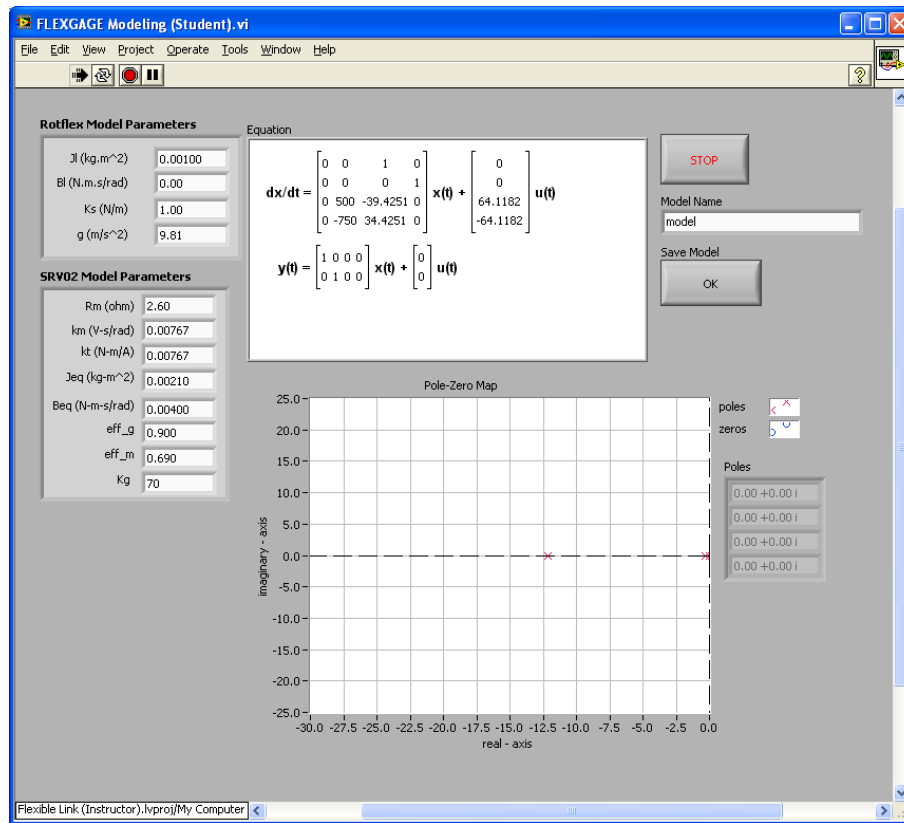 FLEXGAGE Modeling (Student).vi
File Edit View Project Operate Tools Window Help
?
Rotflex Model Parameters
Jl (kg.m^2) 0.00100
Bl (N.m.s/rad) 0.00
Ks (N/m) 1.00
g (m/s^2) 9.81
SRV02 Model Parameters
Rm (ohm) 2.60
km (V-s/rad) 0.00767
kt (N-m/A) 0.00767
Jeq (kg-m^2) 0.00210
Beq (N-m-s/rad) 0.00400
eff_g 0.900
eff_m 0.690
Kg 70
Equation
0 0 1 0 0
0 0 0 1 0
dx/dt = x(t) + u(t)
0 500 -39.4251 0 64.1182
0 -750 34.4251 0 -64.1182
1 0 0 0 0
y(t) = x(t) + u(t)
0 1 0 0 0
STOP
Model Name
model
Save Model
OK
Pole-Zero Map
25.0
20.0
15.0
10.0
5.0
0.0
-5.0
-10.0
-15.0
-20.0
-25.0
imaginary - axis
-30.0 -27.5 -25.0 -22.5 -20.0 -17.5 -15.0 -12.5 -10.0 -7.5 -5.0 -2.5 0.0
real - axis
poles
zeros
Poles
0.00 +0.00 i
0.00 +0.00 i
0.00 +0.00 i
0.00 +0.00 i
Flexible Link (Instructor).lvproj/My Computer